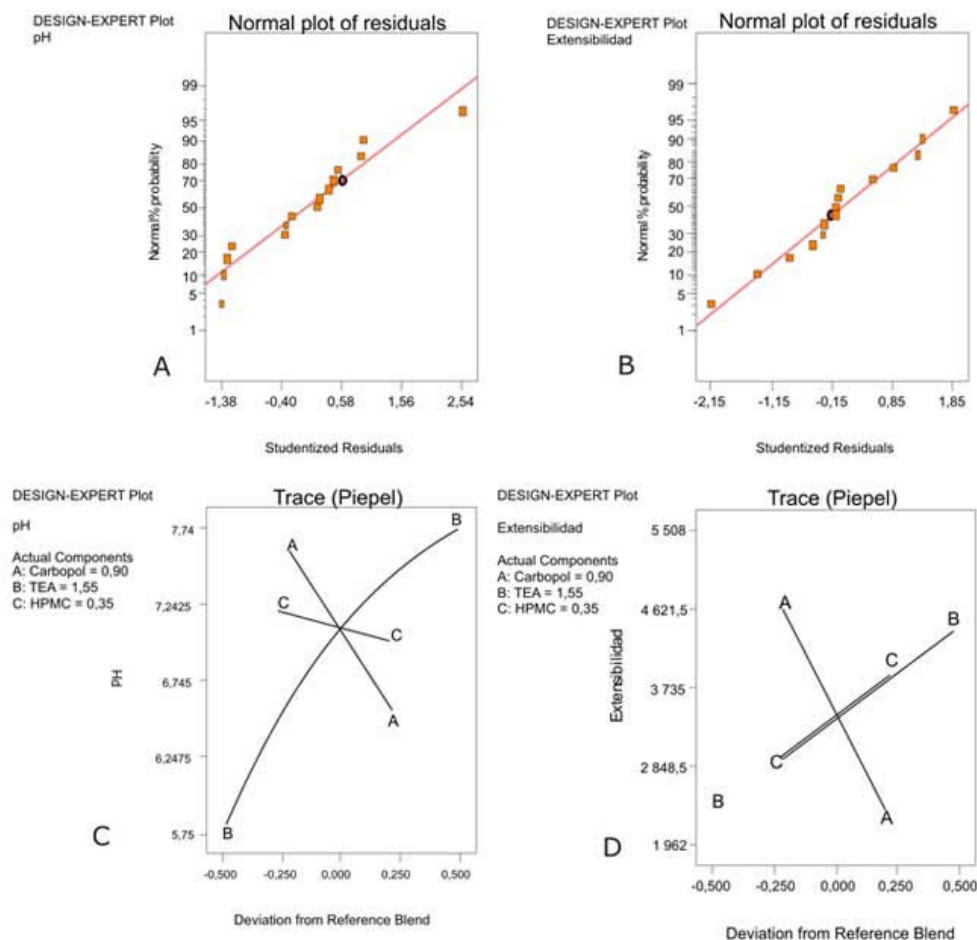 DESIGN-EXPERT Plot
pH
Normal plot of residuals
Normal % probability
99
95
90
80
70
50
30
20
10
5
1
A
-1,38
-0,40
0,58
1,56
2,54
Studentized Residuals
DESIGN-EXPERT Plot
Extensibilidad
Normal plot of residuals
Normal % probability
99
95
90
80
70
50
30
20
10
5
1
B
-2,15
-1,15
-0,15
0,85
1,85
Studentized Residuals
DESIGN-EXPERT Plot
pH
Actual Components
A: Carbopol = 0,90
B: TEA = 1,55
C: HPMC = 0,35
Trace (Piepel)
PH
7,74
7,2425
6,745
6,2475
5,75
B
A
C
C
A
B
C
-0,500
-0,250
0,000
0,250
0,500
Deviation from Reference Blend
DESIGN-EXPERT Plot
Extensibilidad
Actual Components
A: Carbopol = 0,90
B: TEA = 1,55
C: HPMC = 0,35
Trace (Piepel)
Extensibilidad
5 508
4 621,5
3 735
2 848,5
1 962
A
B
C
C
B
A
D
-0,500
-0,250
0,000
0,250
0,500
Deviation from Reference Blend